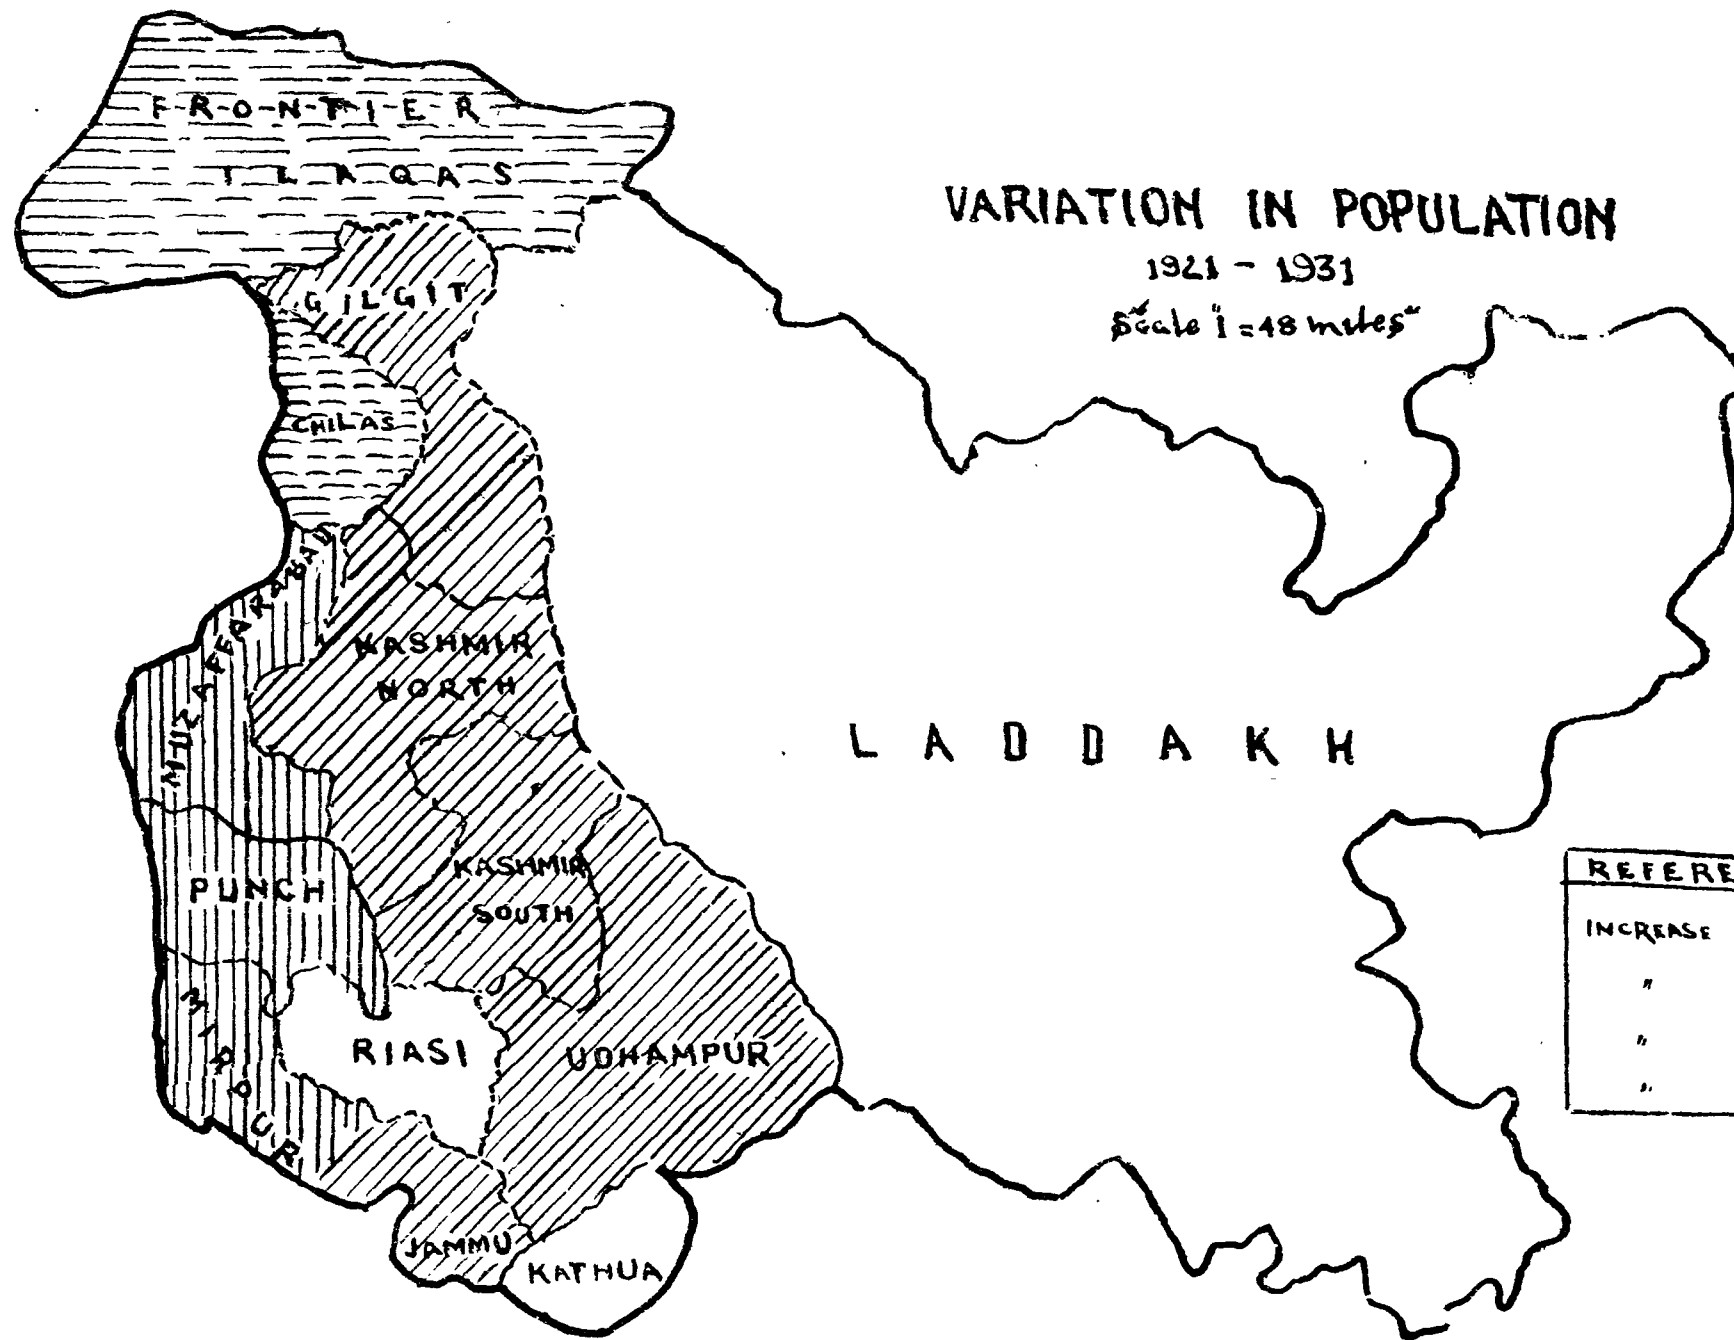 FRONTIER
ILAQAS
VARIATION IN POPULATION
1921 - 1931
Scale "1 = 48 miles"
GILGIT
CHILAS
MUZAFFARABAD
KASHMIR
NORTH
LADDAKH
KASHMIR
SOUTH
PUNCH
REFERE
INCREASE
"
"
"
MIRPUR
RIASI
UDHAMPUR
JAMMU
KATHUA